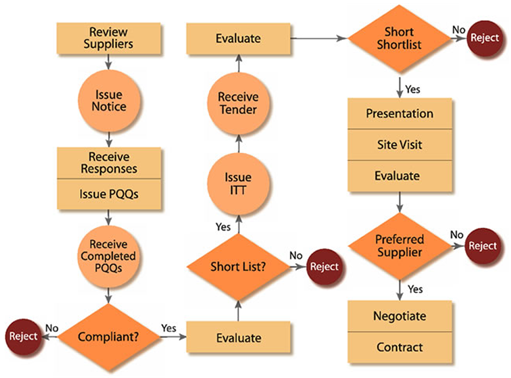 Review
Suppliers
Issue
Notice
Receive
Responses
Issue PQQs
Receive
Completed
PQQs
Compliant?
No
Reject
Yes
Evaluate
Short List?
No
Reject
Yes
Issue
ITT
Receive
Tender
Evaluate
Short
Shortlist
No
Reject
Yes
Presentation
Site Visit
Evaluate
Preferred
Supplier
No
Reject
Yes
Negotiate
Contract